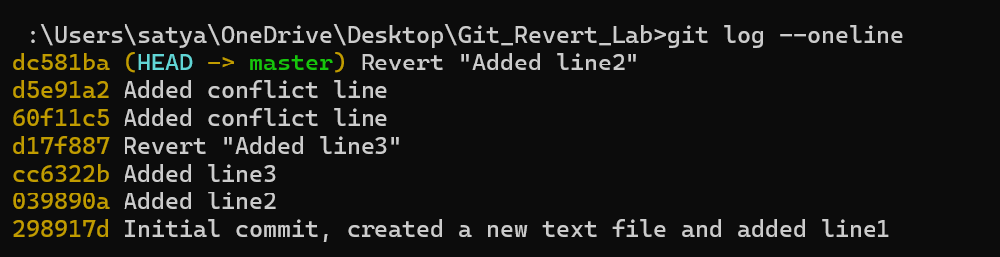 :\Users\satya\OneDrive\Desktop\Git_Revert_Lab>git log --oneline
dc581ba (HEAD -> master) Revert "Added line2"
d5e91a2 Added conflict line
60f11c5 Added conflict line
d17f887 Revert "Added line3"
cc6322b Added line3
039890a Added line2
298917d Initial commit, created a new text file and added line1